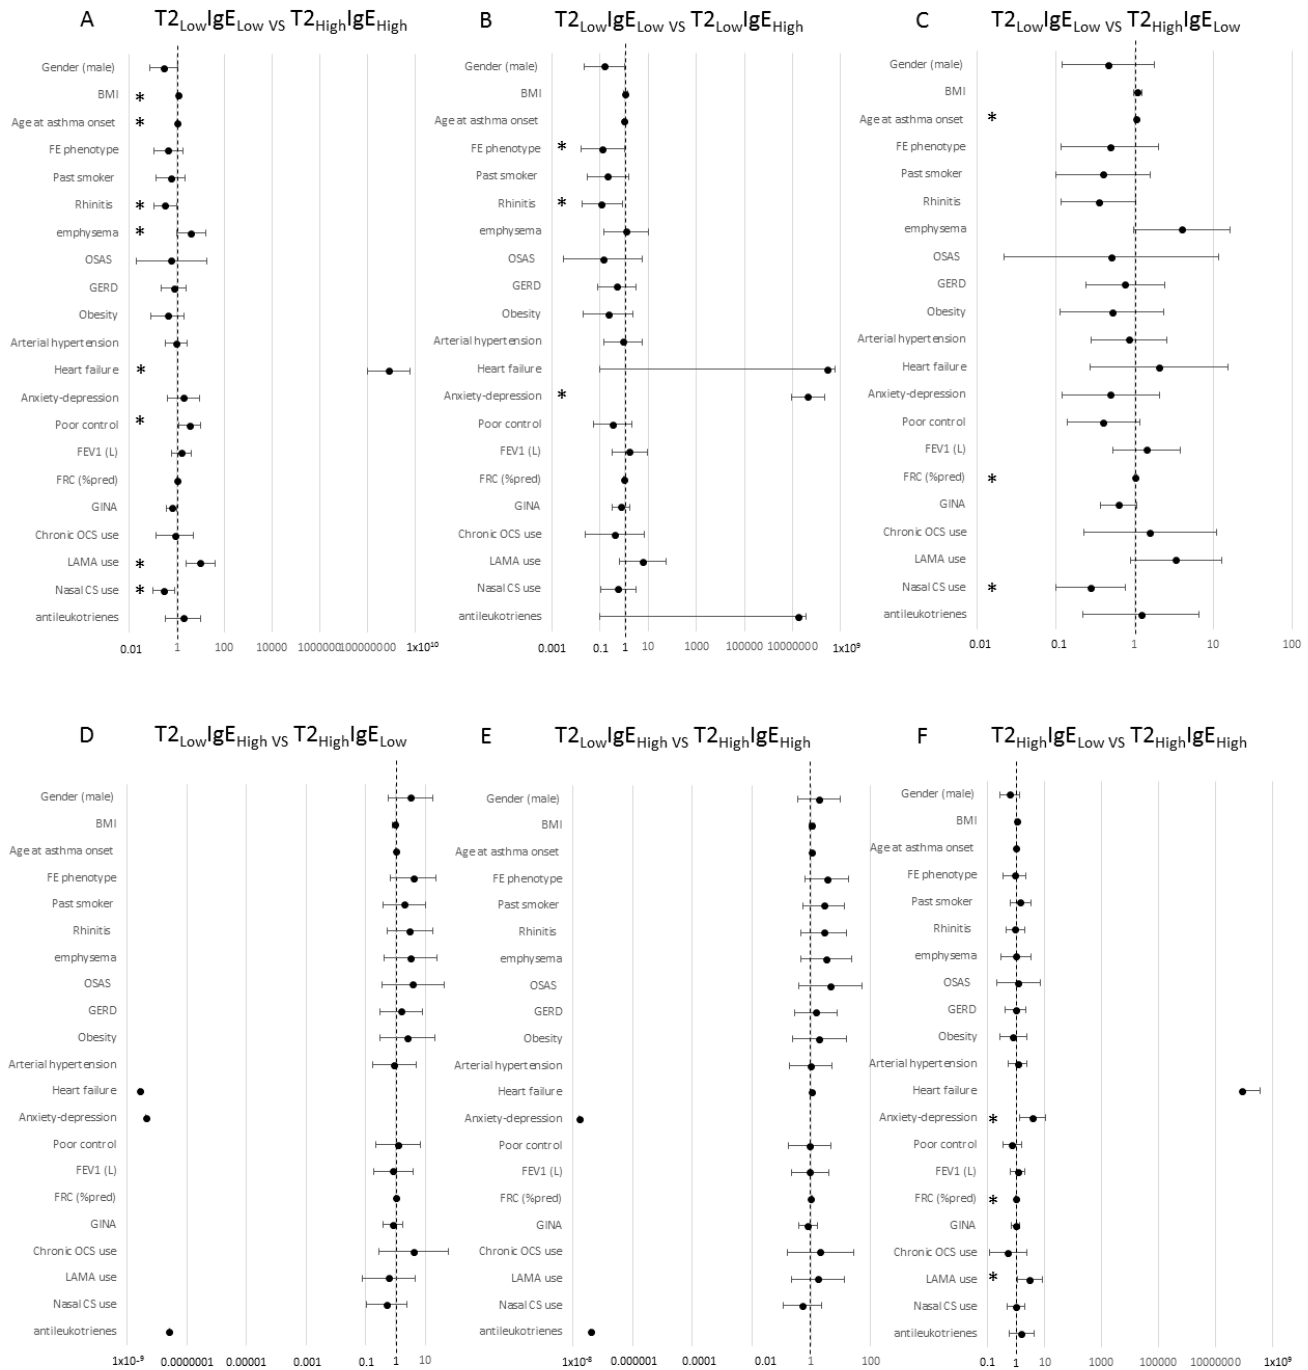 A T2LowIgELow VS T2HighIgEHigh
Gender (male)
BMI *
Age at asthma onset *
FE phenotype
Past smoker
Rhinitis *
emphysema *
OSAS
GERD
Obesity
Arterial hypertension
Heart failure *
Anxiety-depression
Poor control *
FEV1 (L)
FRC (%pred)
GINA
Chronic OCS use
LAMA use *
Nasal CS use *
antileukotrienes
0.01 1 100 10000 1000000 100000000 1x10^10
B T2LowIgELow VS T2LowIgEHigh
Gender (male)
BMI
Age at asthma onset
FE phenotype *
Past smoker
Rhinitis *
emphysema
OSAS
GERD
Obesity
Arterial hypertension
Heart failure
Anxiety-depression *
Poor control
FEV1 (L)
FRC (%pred)
GINA
Chronic OCS use
LAMA use
Nasal CS use
antileukotrienes
0.001 0.1 1 10 1000 100000 10000000 1x10^9
C T2LowIgELow VS T2HighIgELow
Gender (male)
BMI
Age at asthma onset *
FE phenotype
Past smoker
Rhinitis
emphysema
OSAS
GERD
Obesity
Arterial hypertension
Heart failure
Anxiety-depression
Poor control
FEV1 (L)
FRC (%pred) *
GINA
Chronic OCS use
LAMA use
Nasal CS use *
antileukotrienes
0.01 0.1 1 10 100
D T2LowIgEHigh VS T2HighIgELow
Gender (male)
BMI
Age at asthma onset
FE phenotype
Past smoker
Rhinitis
emphysema
OSAS
GERD
Obesity
Arterial hypertension
Heart failure
Anxiety-depression
Poor control
FEV1 (L)
FRC (%pred)
GINA
Chronic OCS use
LAMA use
Nasal CS use
antileukotrienes
1x10^-9 0.0000001 0.00001 0.001 0.1 1 10
E T2LowIgEHigh VS T2HighIgEHigh
Gender (male)
BMI
Age at asthma onset
FE phenotype
Past smoker
Rhinitis
emphysema
OSAS
GERD
Obesity
Arterial hypertension
Heart failure
Anxiety-depression
Poor control
FEV1 (L)
FRC (%pred)
GINA
Chronic OCS use
LAMA use
Nasal CS use
antileukotrienes
1x10^-8 0.000001 0.0001 0.01 1 100
F T2HighIgELow VS T2HighIgEHigh
Gender (male)
BMI
Age at asthma onset
FE phenotype
Past smoker
Rhinitis
emphysema
OSAS
GERD
Obesity
Arterial hypertension
Heart failure
Anxiety-depression *
Poor control
FEV1 (L)
FRC (%pred) *
GINA
Chronic OCS use
LAMA use *
Nasal CS use
antileukotrienes
0.1 1 10 1000 100000 10000000